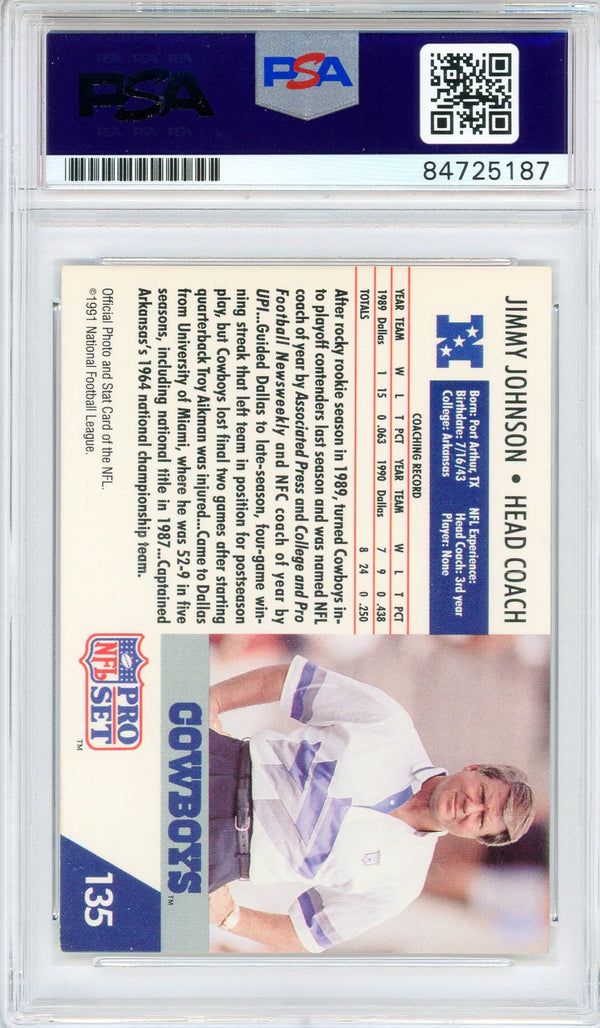 PSA
PSA
84725187
JIMMY JOHNSON • HEAD COACH
N
Born: Port Arthur, TX
Birthdate: 7/16/43
College: Arkansas
NFL Experience:
Head Coach: 3rd year
Player: None
COACHING RECORD
YEAR TEAM W L T PCT YEAR TEAM W L T PCT
1989 Dallas 1 15 0 .063 1990 Dallas 7 9 0 .438
TOTALS 8 24 0 .250
After rocky rookie season in 1989, turned Cowboys in-
to playoff contenders last season and was named NFL
coach of year by Associated Press and College and Pro
Football Newsweekly and NFC coach of year by
UPI...Guided Dallas to late-season, four-game win-
ning streak that left team in position for postseason
play, but Cowboys lost final two games after starting
quarterback Troy Aikman was injured...Came to Dallas
from University of Miami, where he was 52-9 in five
seasons, including national title in 1987...Captained
Arkansas's 1964 national championship team.
Official Photo and Stat Card of the NFL.
©1991 National Football League.
COWBOYS™
NFL
PRO
SET
™
135